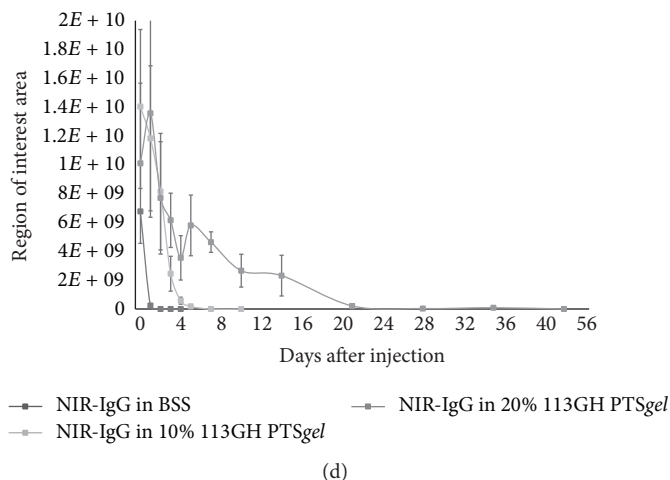 2E + 10
1.8E + 10
1.6E + 10
1.4E + 10
1.2E + 10
1E + 10
8E + 09
6E + 09
4E + 09
2E + 09
0
Region of interest area
0 4 8 12 16 20 24 28 32 36 40 56
Days after injection
NIR-IgG in BSS
NIR-IgG in 10% 113GH PTSgel
NIR-IgG in 20% 113GH PTSgel
(d)